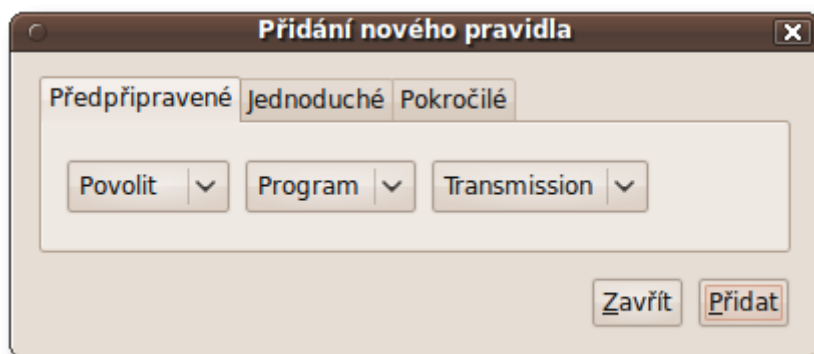 Přidání nového pravidla
Předpřipravené Jednoduché Pokročilé
Povolit Program Transmission
Zavřít Přidat